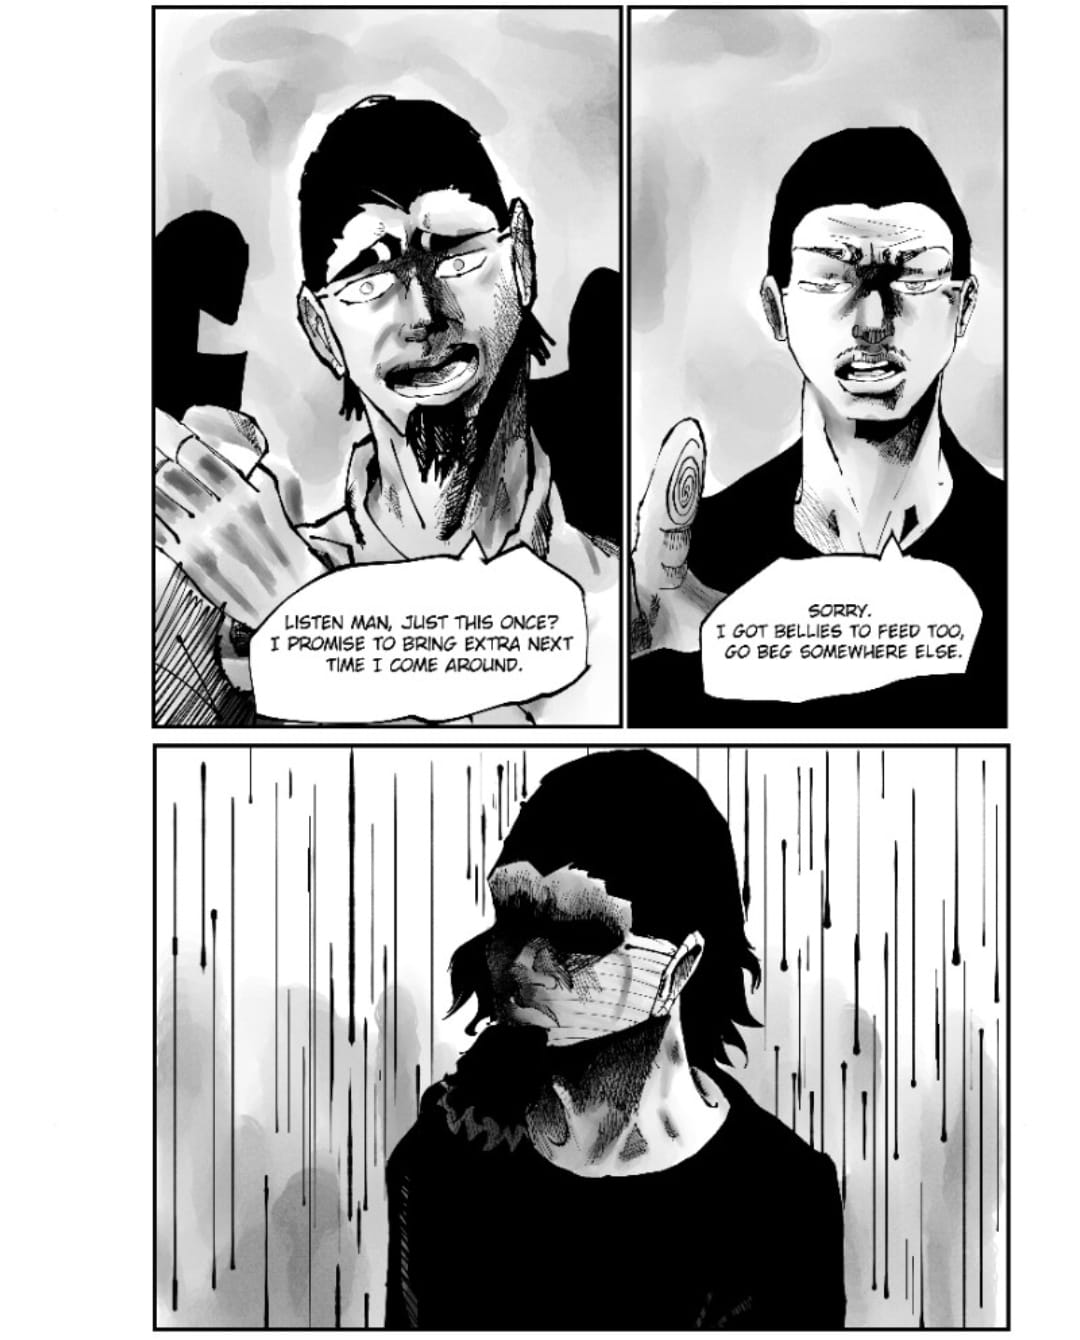 LISTEN MAN, JUST THIS ONCE?
I PROMISE TO BRING EXTRA NEXT
TIME I COME AROUND.
SORRY.
I GOT BELLIES TO FEED TOO,
GO BEG SOMEWHERE ELSE.